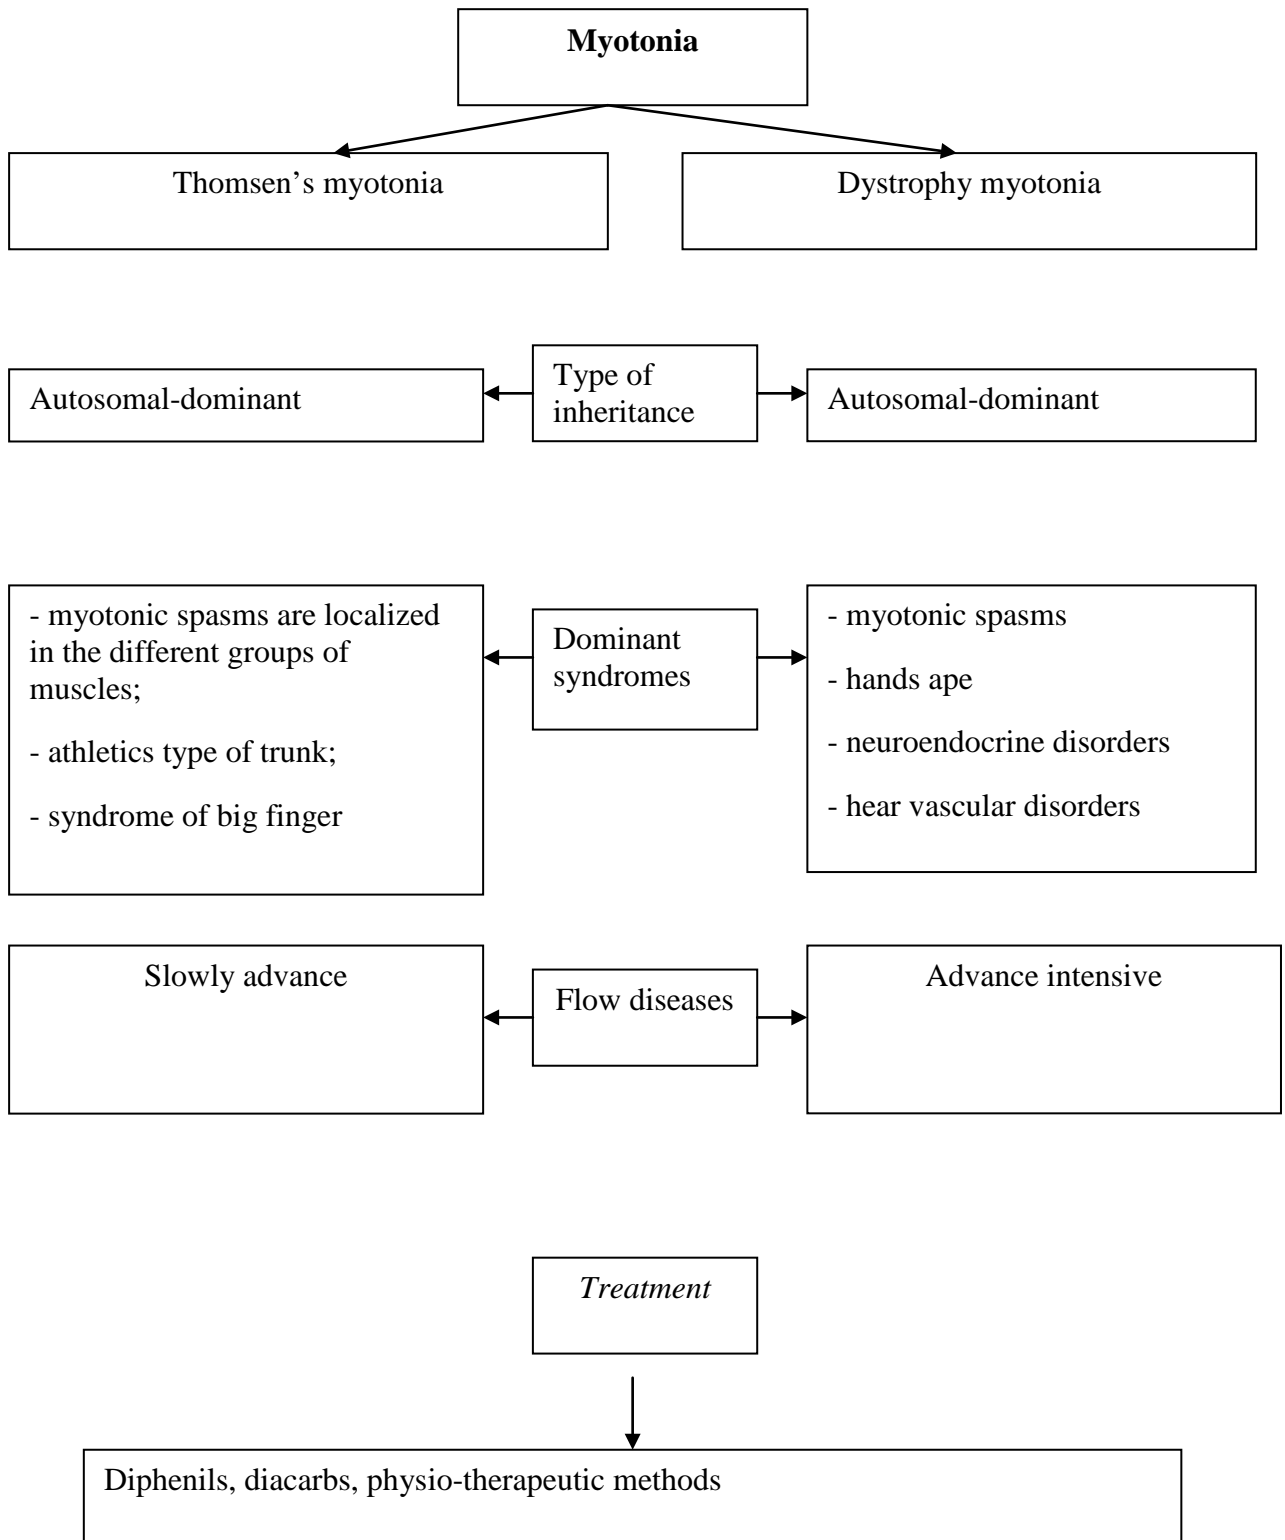 Myotonia
Thomsen’s myotonia
Dystrophy myotonia
Autosomal-dominant
Type of
inheritance
Autosomal-dominant
- myotonic spasms are localized
in the different groups of
muscles;
- athletics type of trunk;
- syndrome of big finger
Dominant
syndromes
- myotonic spasms
- hands ape
- neuroendocrine disorders
- hear vascular disorders
Slowly advance
Flow diseases
Advance intensive
Treatment
Diphenils, diacarbs, physio-therapeutic methods